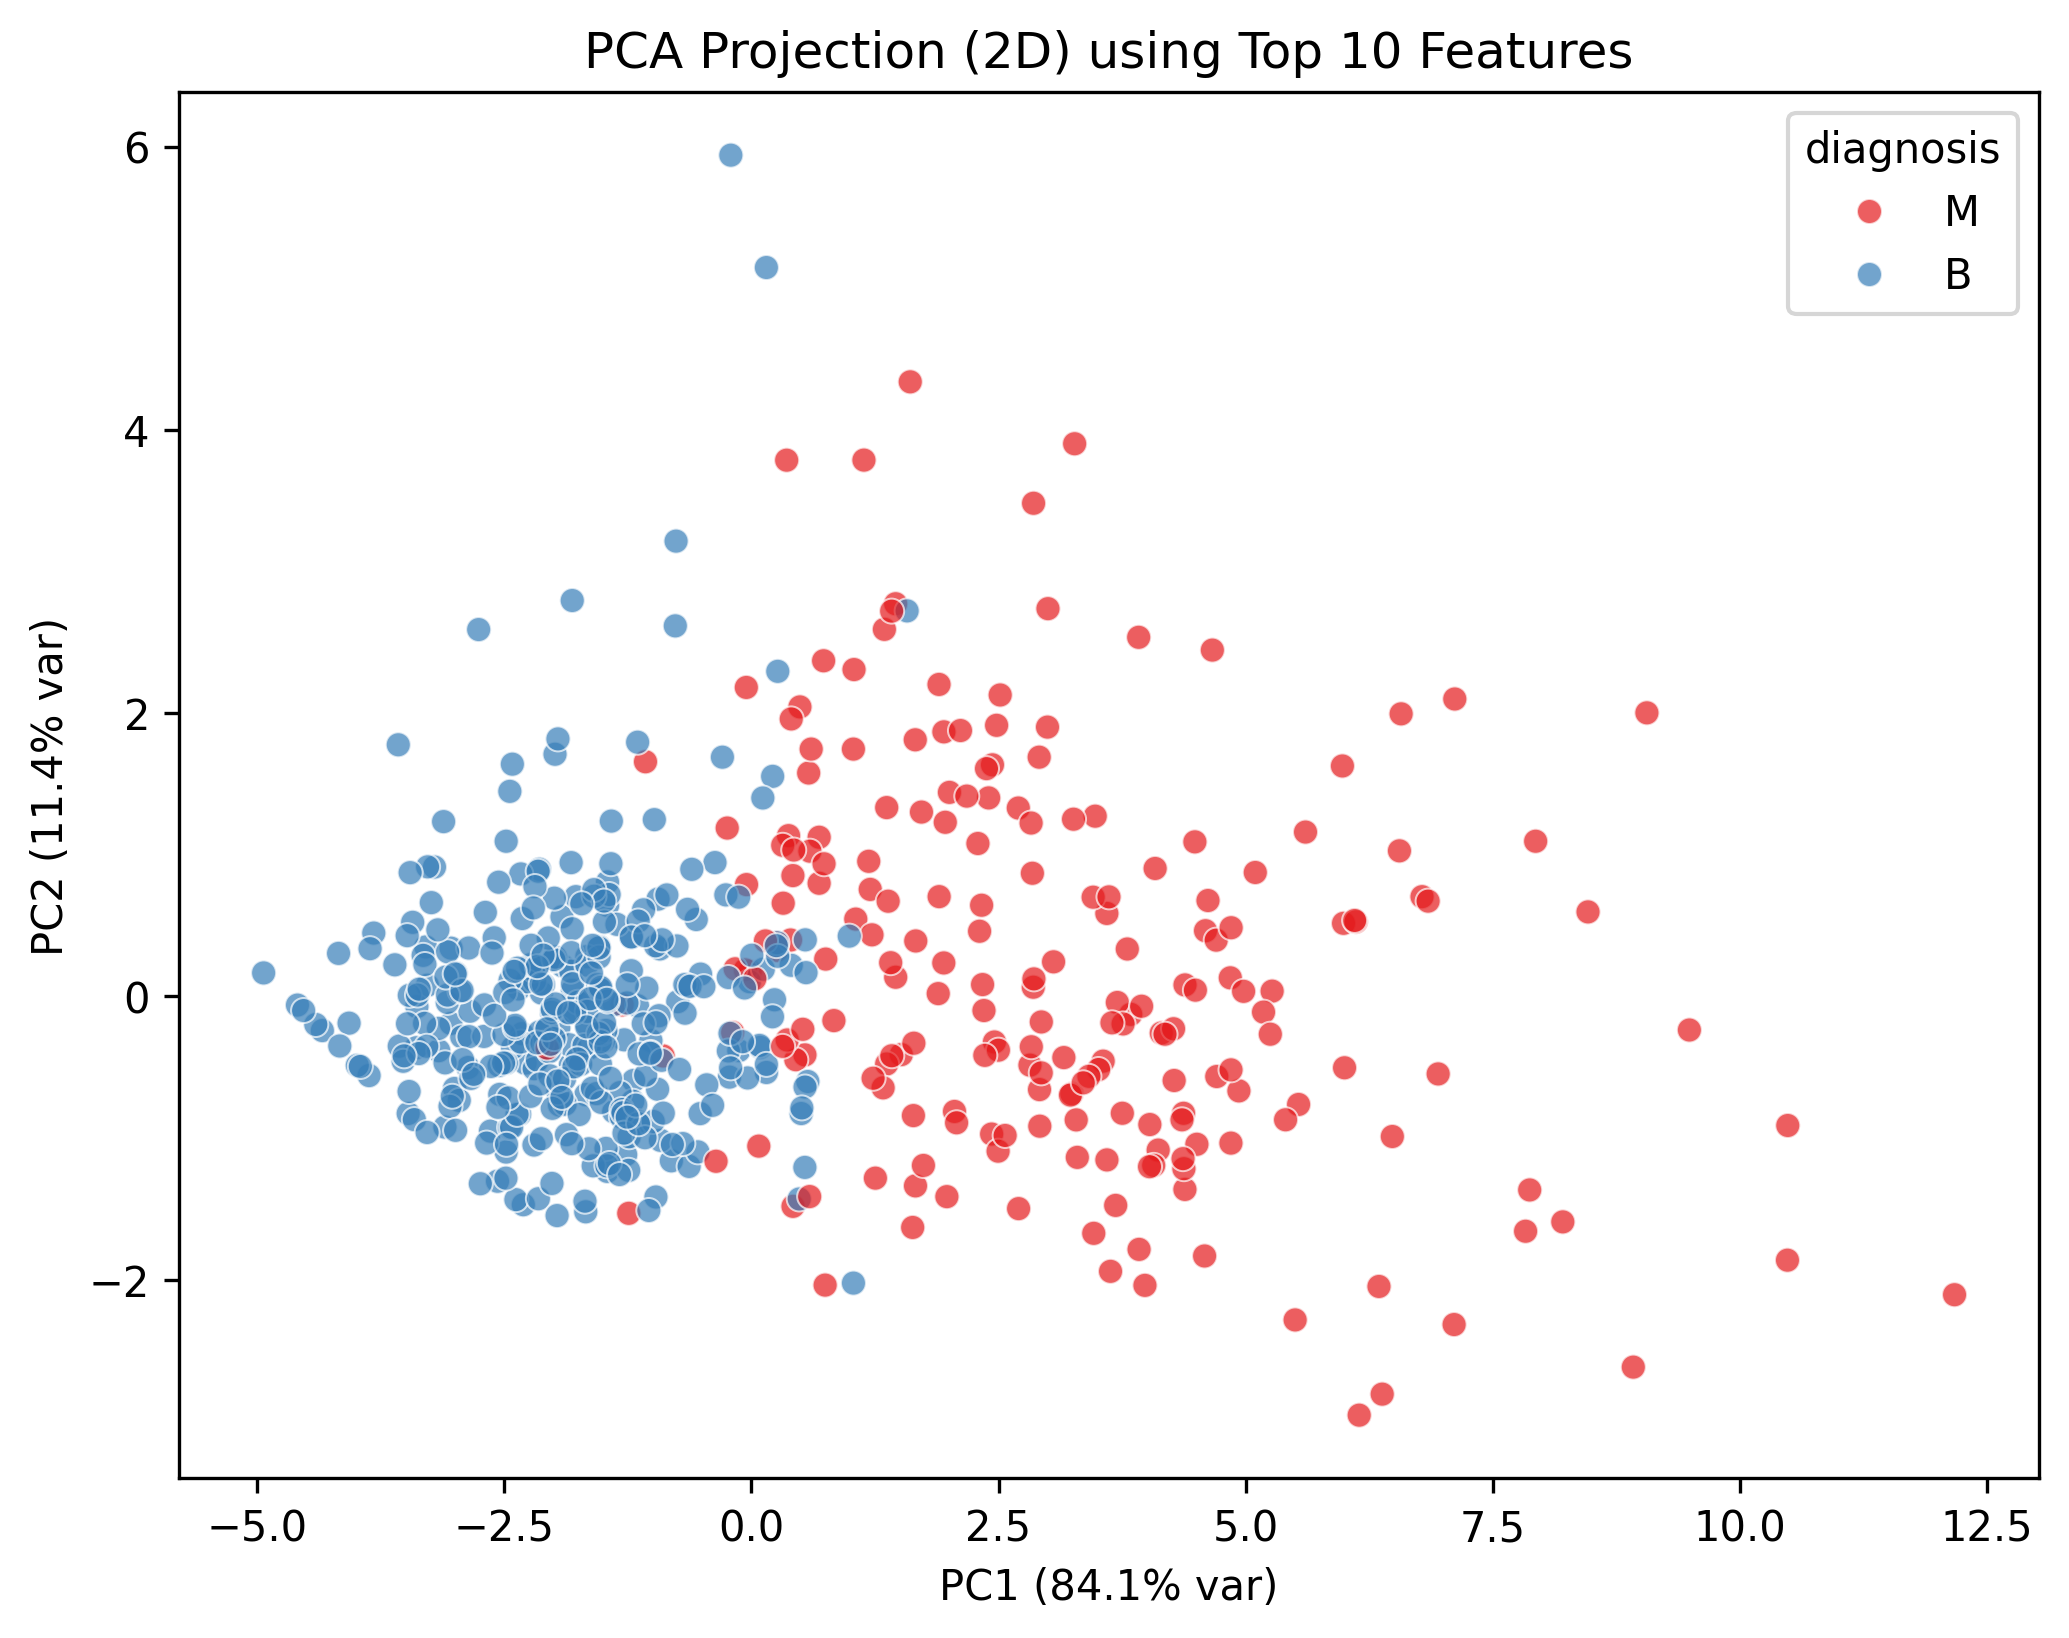 PCA Projection (2D) using Top 10 Features
diagnosis
M
B
6
4
2
0
−2
PC2 (11.4% var)
−5.0 −2.5 0.0 2.5 5.0 7.5 10.0 12.5
PC1 (84.1% var)